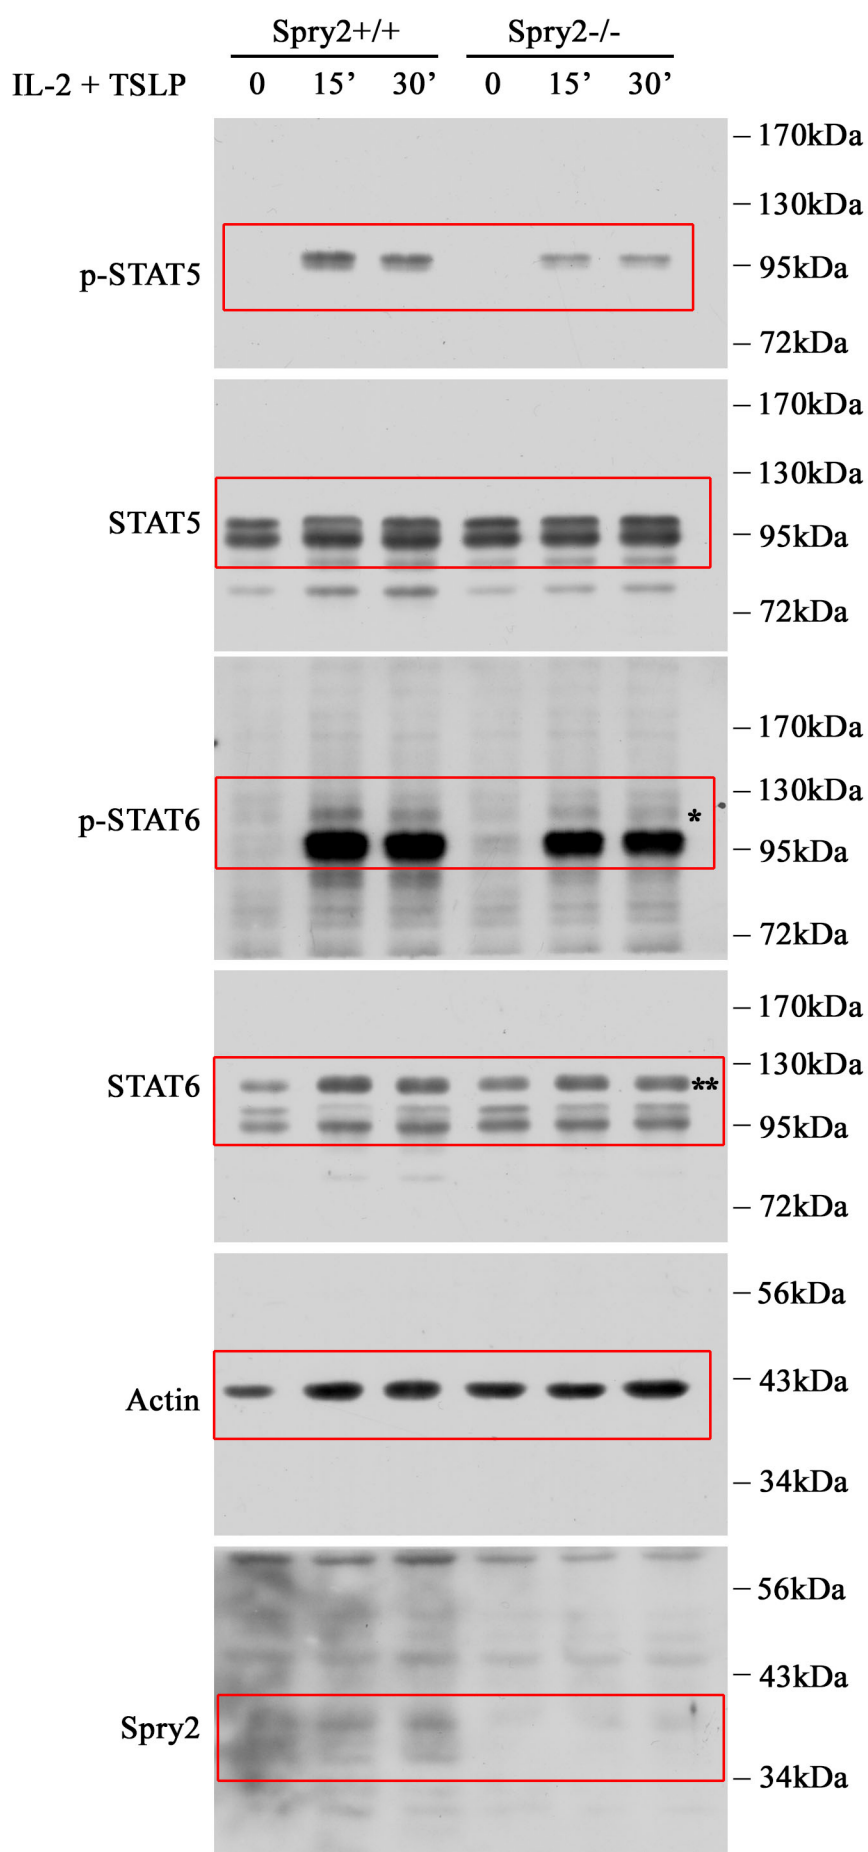 Spry2+/+ Spry2-/-
IL-2 + TSLP 0 15’ 30’ 0 15’ 30’
170kDa
130kDa
p-STAT5 95kDa
72kDa
170kDa
130kDa
STAT5 95kDa
72kDa
170kDa
130kDa
p-STAT6 *
95kDa
72kDa
170kDa
130kDa
STAT6 **
95kDa
72kDa
56kDa
43kDa
Actin
34kDa
56kDa
43kDa
Spry2
34kDa